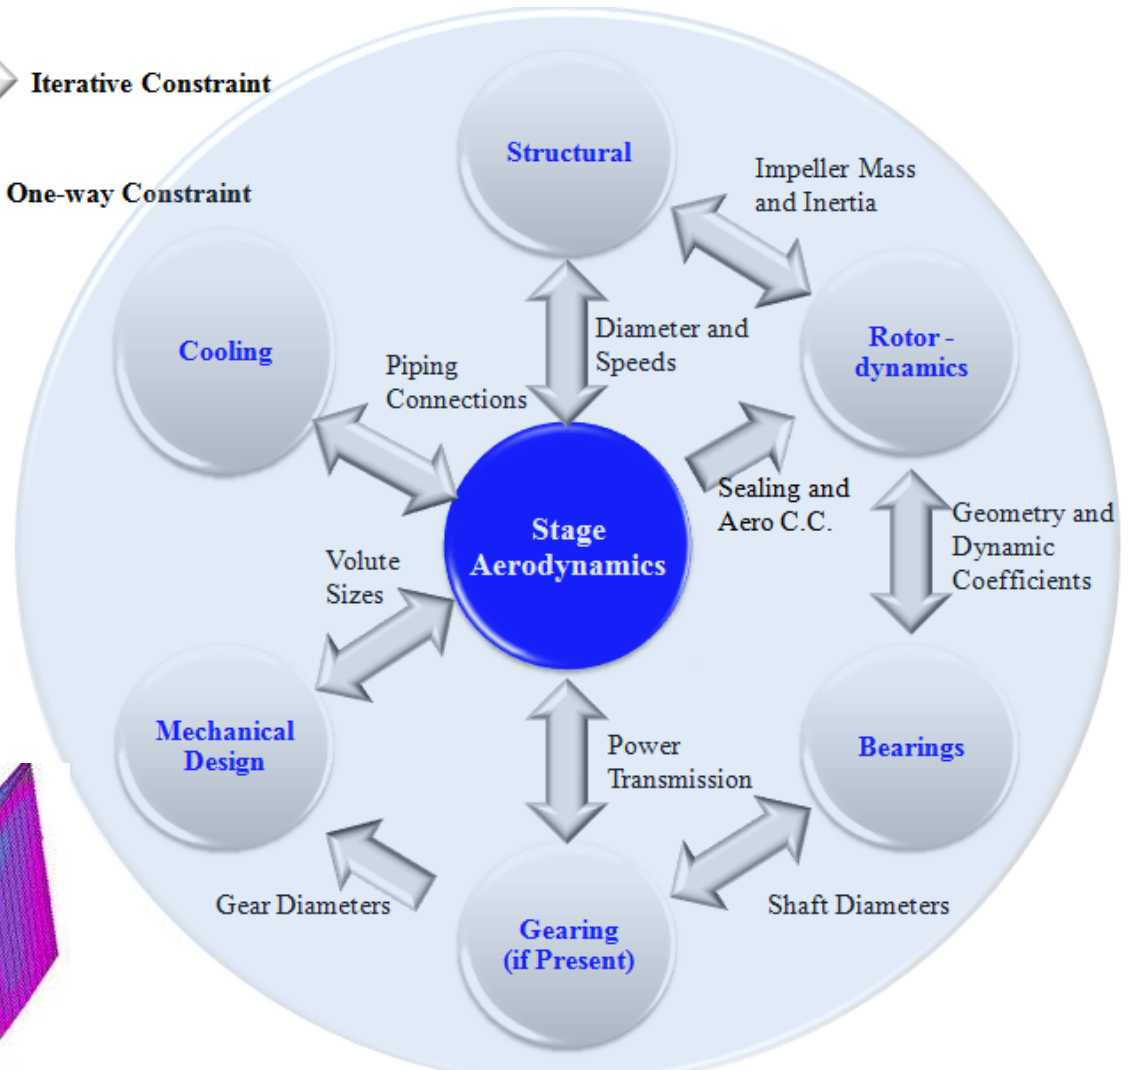 Iterative Constraint
One-way Constraint
Structural
Impeller Mass
and Inertia
Cooling
Piping
Connections
Diameter and
Speeds
Rotor -
dynamics
Sealing and
Aero C.C.
Stage
Aerodynamics
Geometry and
Dynamic
Coefficients
Volute
Sizes
Mechanical
Design
Power
Transmission
Bearings
Gear Diameters
Shaft Diameters
Gearing
(if Present)